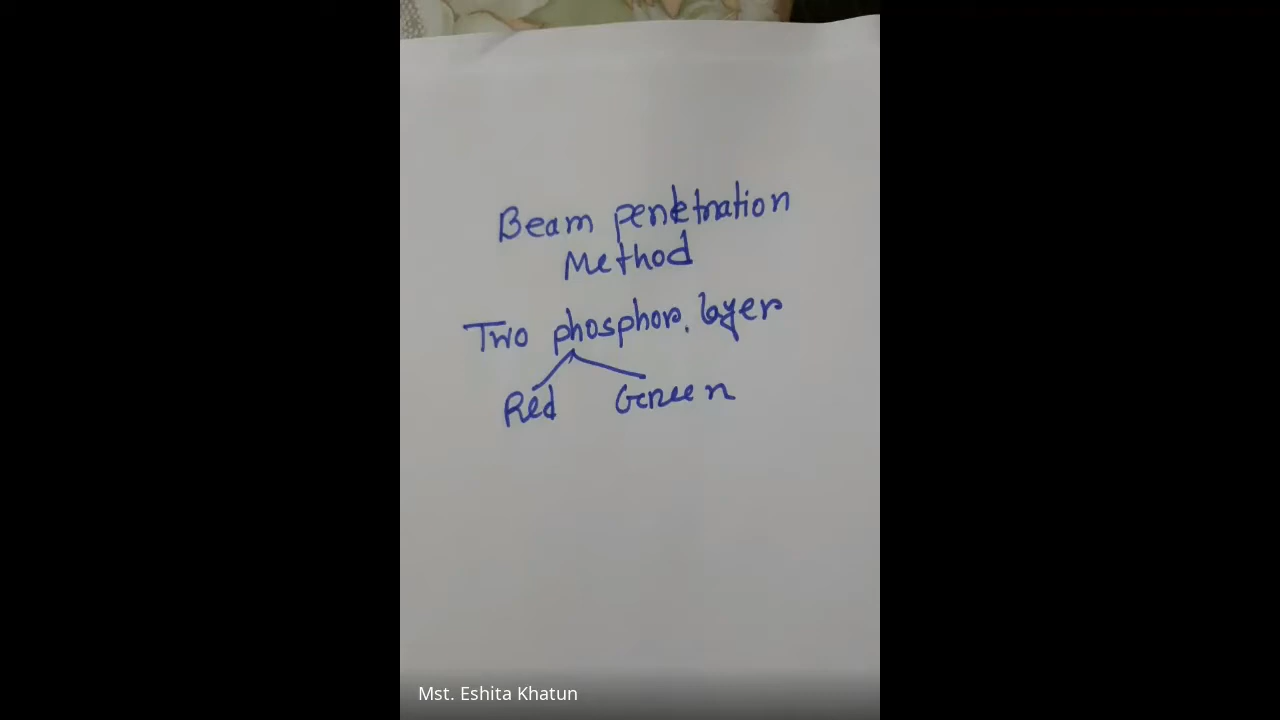 Beam penetration
Method
Two phosphor layer
Red Green
Mst. Eshita Khatun